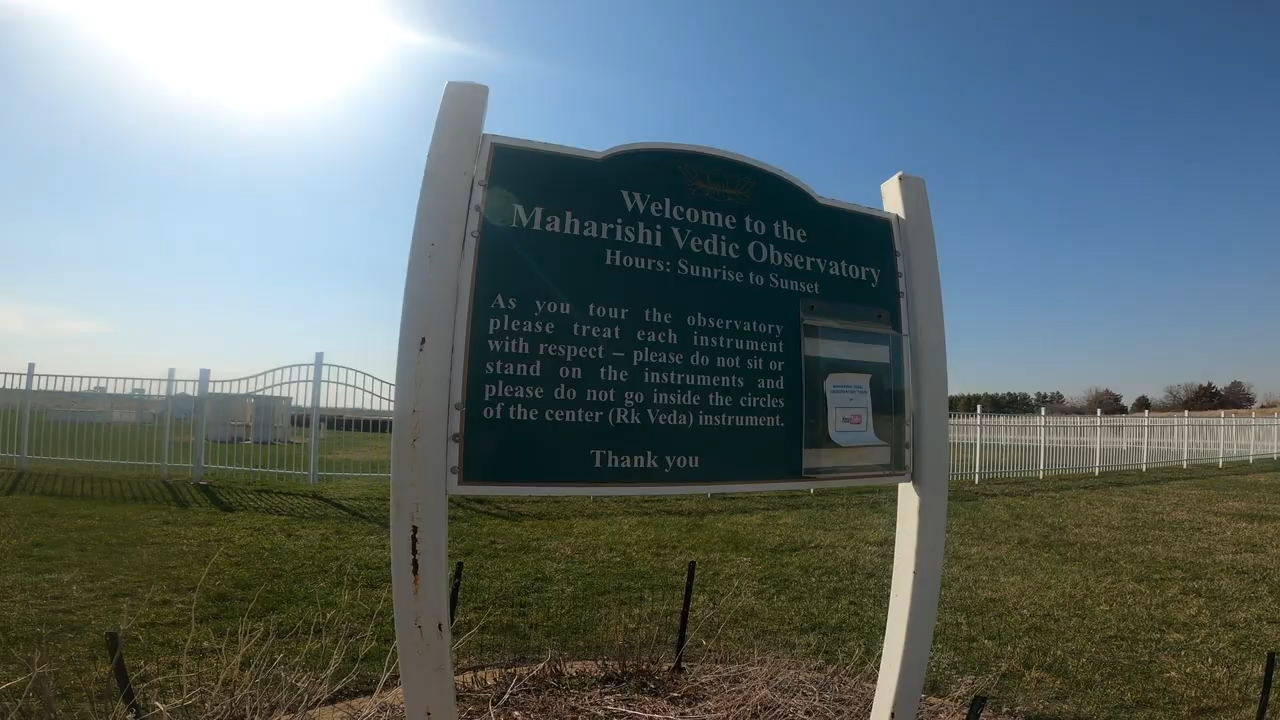 Welcome to the
Maharishi Vedic Observatory
Hours: Sunrise to Sunset
As you tour the observatory
please treat each instrument
with respect – please do not sit or
stand on the instruments and
please do not go inside the circles
of the center (Rk Veda) instrument.
Thank you
YouTube